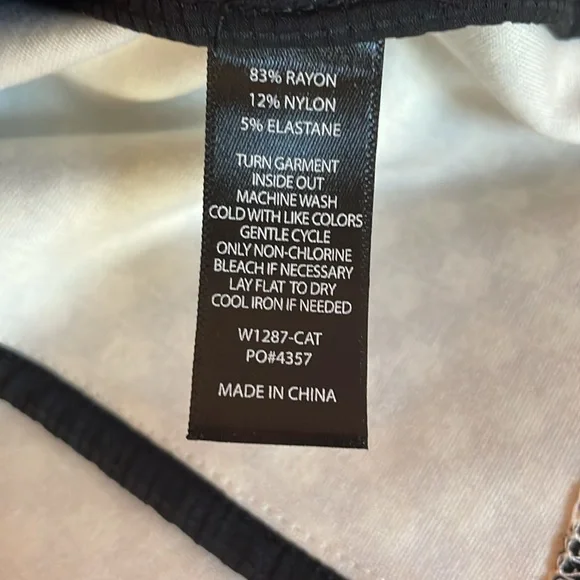 83% RAYON
12% NYLON
5% ELASTANE
TURN GARMENT
INSIDE OUT
MACHINE WASH
COLD WITH LIKE COLORS
GENTLE CYCLE
ONLY NON-CHLORINE
BLEACH IF NECESSARY
LAY FLAT TO DRY
COOL IRON IF NEEDED
W1287-CAT
PO#4357
MADE IN CHINA